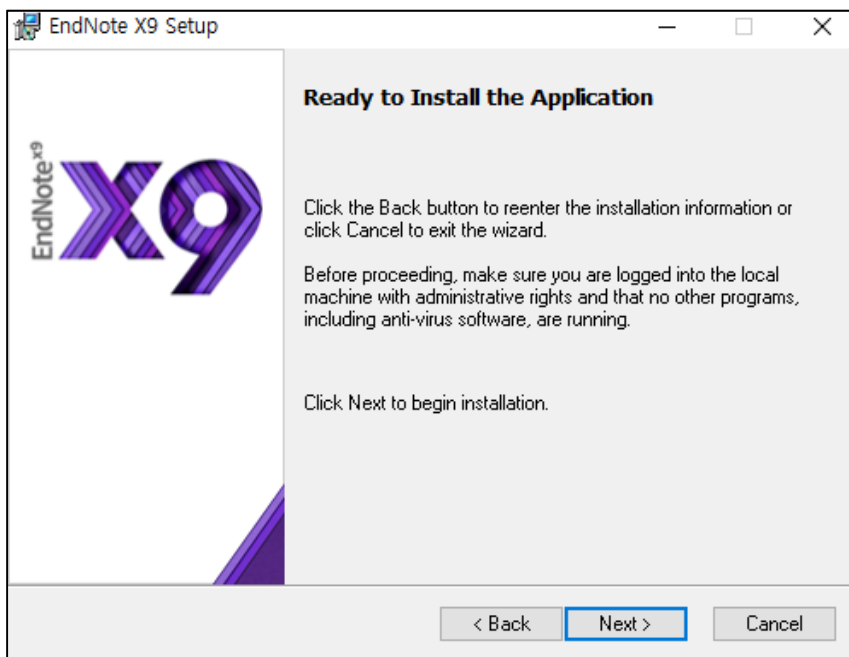 EndNote X9 Setup
Ready to Install the Application
EndNote X9
X9
Click the Back button to reenter the installation information or
click Cancel to exit the wizard.
Before proceeding, make sure you are logged into the local
machine with administrative rights and that no other programs,
including anti-virus software, are running.
Click Next to begin installation.
< Back
Next >
Cancel